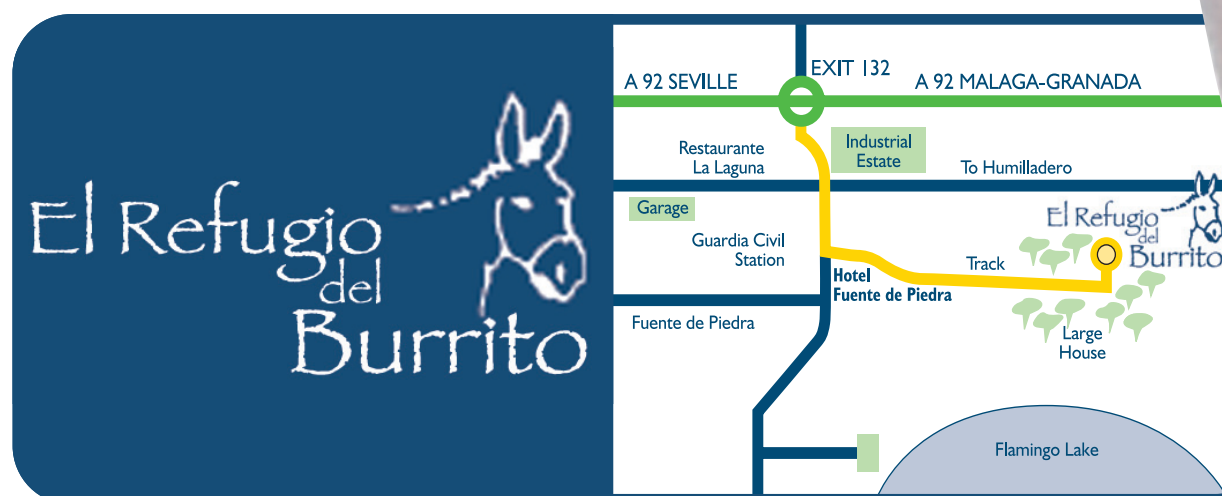 El Refugio
del
Burrito
A 92 SEVILLE
EXIT 132
A 92 MALAGA-GRANADA
Restaurante
La Laguna
Industrial
Estate
To Humilladero
Garage
Guardia Civil
Station
El Refugio
del
Burrito
Track
Hotel
Fuente de Piedra
Fuente de Piedra
Large
House
Flamingo Lake